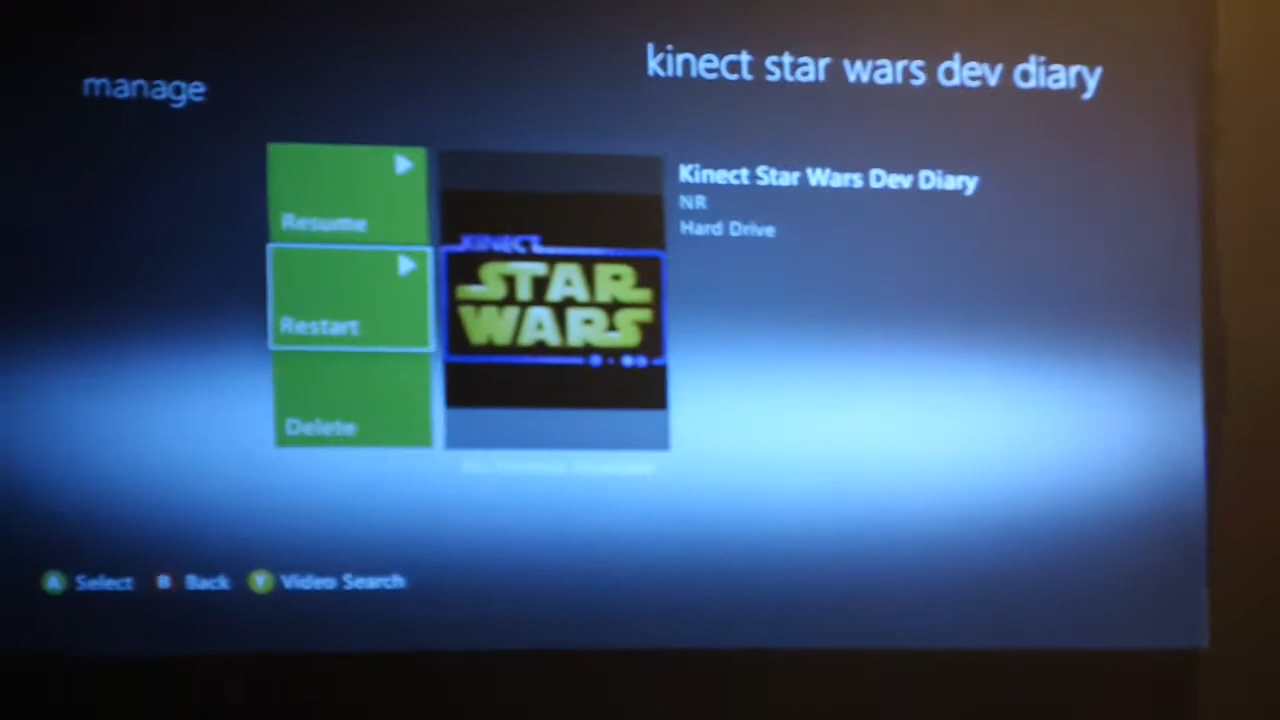 manage
kinect star wars dev diary
Resume
Restart
Delete
KINECT
STAR
WARS
Kinect Star Wars Dev Diary
NR
Hard Drive
A Select B Back Y Video Search